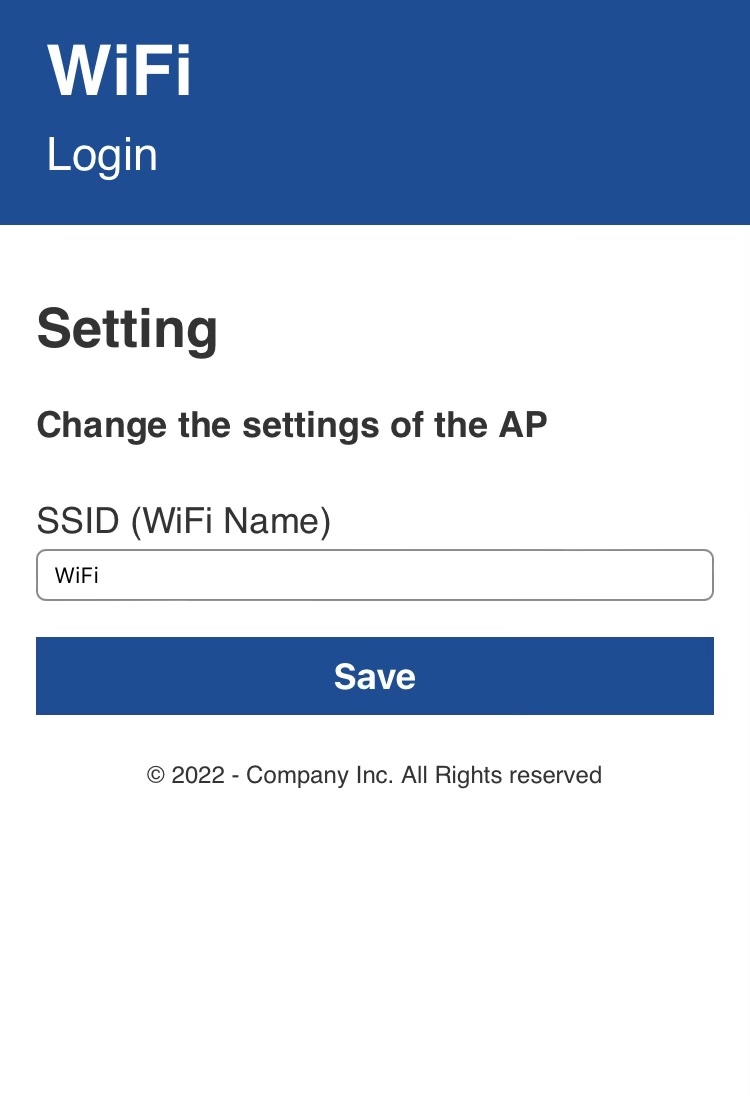 WiFi
Login
Setting
Change the settings of the AP
SSID (WiFi Name)
WiFi
Save
© 2022 - Company Inc. All Rights reserved